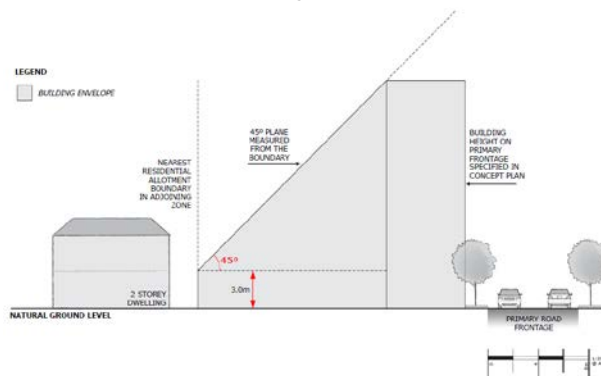 LEGEND
BUILDING ENVELOPE
NEAREST
RESIDENTIAL
ALLOTMENT
BOUNDARY
IN ADJOINING
ZONE
45º PLANE
MEASURED
FROM THE
BOUNDARY
BUILDING
HEIGHT ON
PRIMARY
FRONTAGE
SPECIFIED IN
CONCEPT PLAN
45º
3.0m
2 STOREY
DWELLING
NATURAL GROUND LEVEL
PRIMARY ROAD
FRONTAGE